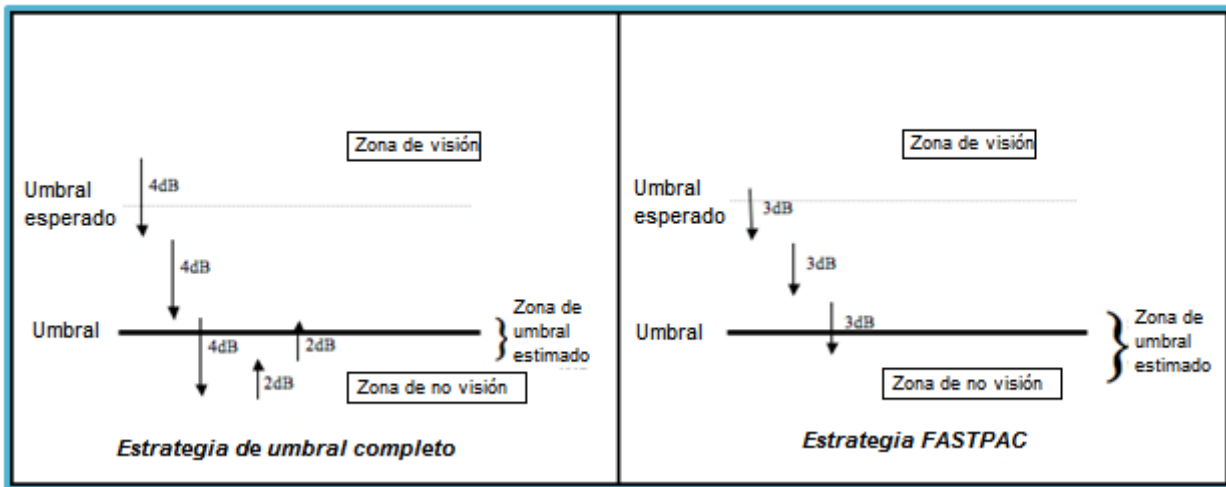 Zona de visión
Umbral
esperado
4dB
4dB
Umbral
4dB
2dB
2dB
Zona de
umbral
estimado
Zona de no visión
Estrategia de umbral completo
Zona de visión
Umbral
esperado
3dB
3dB
Umbral
3dB
Zona de
umbral
estimado
Zona de no visión
Estrategia FASTPAC